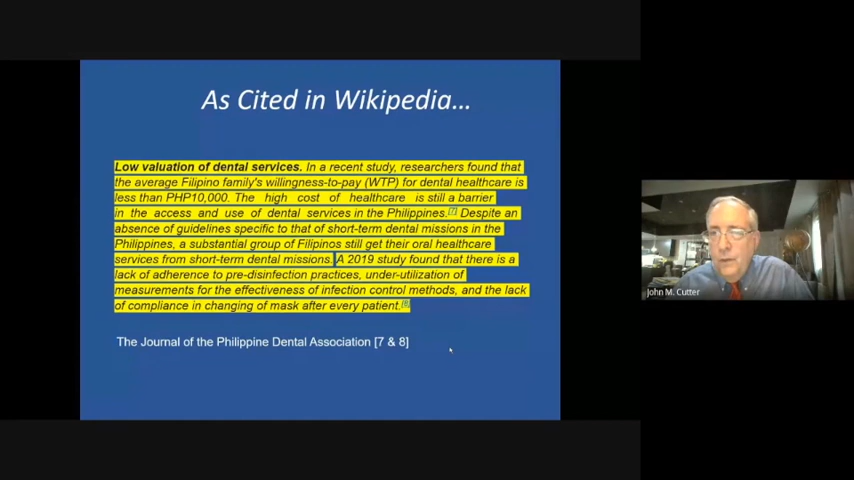 As Cited in Wikipedia…
Low valuation of dental services. In a recent study, researchers found that
the average Filipino family's willingness-to-pay (WTP) for dental healthcare is
less than PHP10,000. The high cost of healthcare is still a barrier
in the access and use of dental services in the Philippines.[7] Despite an
absence of guidelines specific to that of short-term dental missions in the
Philippines, a substantial group of Filipinos still get their oral healthcare
services from short-term dental missions. A 2019 study found that there is a
lack of adherence to pre-disinfection practices, under-utilization of
measurements for the effectiveness of infection control methods, and the lack
of compliance in changing of mask after every patient.[8]
The Journal of the Philippine Dental Association [7 & 8]
John M. Cutter